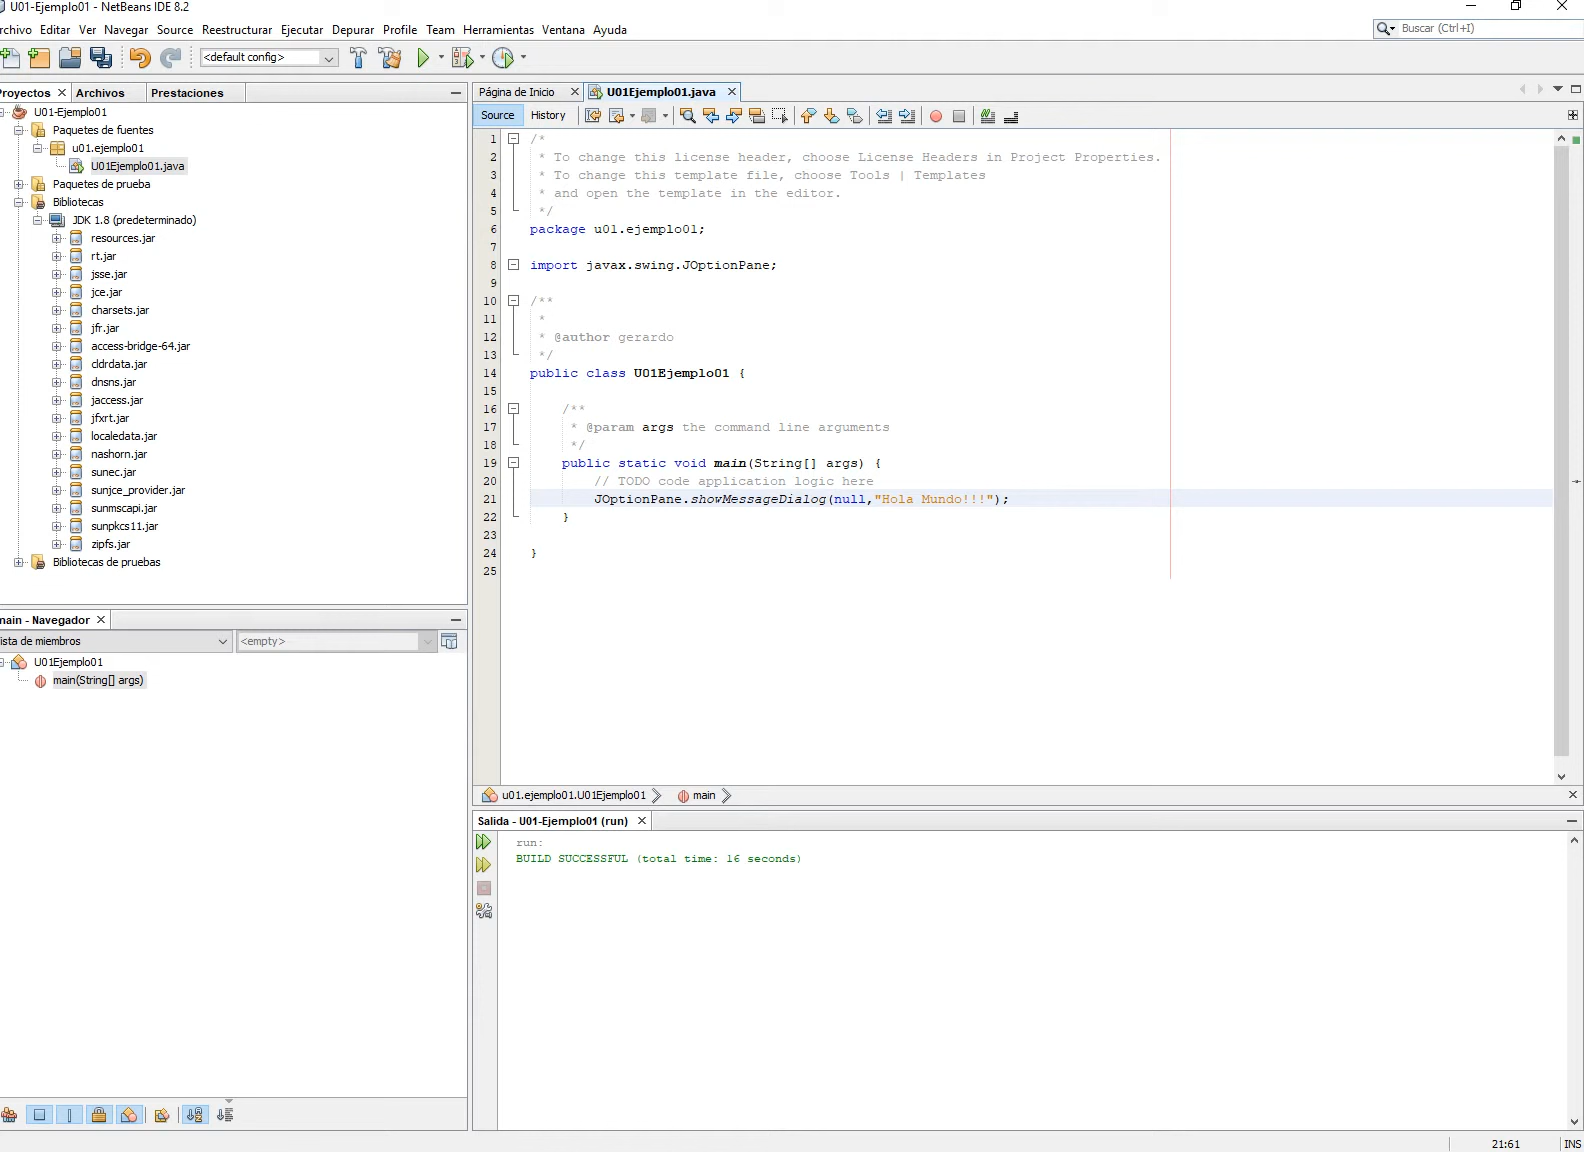 U01-Ejemplo01 - NetBeans IDE 8.2
rchivo Editar Ver Navegar Source Reestructurar Ejecutar Depurar Profile Team Herramientas Ventana Ayuda
Buscar (Ctrl+I)
<default config>
Proyectos Archivos Prestaciones
U01-Ejemplo01
Paquetes de fuentes
u01.ejemplo01
U01Ejemplo01.java
Paquetes de prueba
Bibliotecas
JDK 1.8 (predeterminado)
resources.jar
rt.jar
jsse.jar
jce.jar
charsets.jar
jfr.jar
access-bridge-64.jar
cldrdata.jar
dnsns.jar
jaccess.jar
jfxrt.jar
localedata.jar
nashorn.jar
sunec.jar
sunjce_provider.jar
sunmscapi.jar
sunpkcs11.jar
zipfs.jar
Bibliotecas de pruebas
main - Navegador
ista de miembros <empty>
U01Ejemplo01
main(String[] args)
Página de Inicio U01Ejemplo01.java
Source History
1 /*
2 * To change this license header, choose License Headers in Project Properties.
3 * To change this template file, choose Tools | Templates
4 * and open the template in the editor.
5 */
6 package u01.ejemplo01;
7
8 import javax.swing.JOptionPane;
9
10 /**
11 *
12 * @author gerardo
13 */
14 public class U01Ejemplo01 {
15
16 /**
17 * @param args the command line arguments
18 */
19 public static void main(String[] args) {
20 // TODO code application logic here
21 JOptionPane.showMessageDialog(null,"Hola Mundo!!!");
22 }
23
24 }
25
u01.ejemplo01.U01Ejemplo01 main
Salida - U01-Ejemplo01 (run)
run:
BUILD SUCCESSFUL (total time: 16 seconds)
21:61 INS